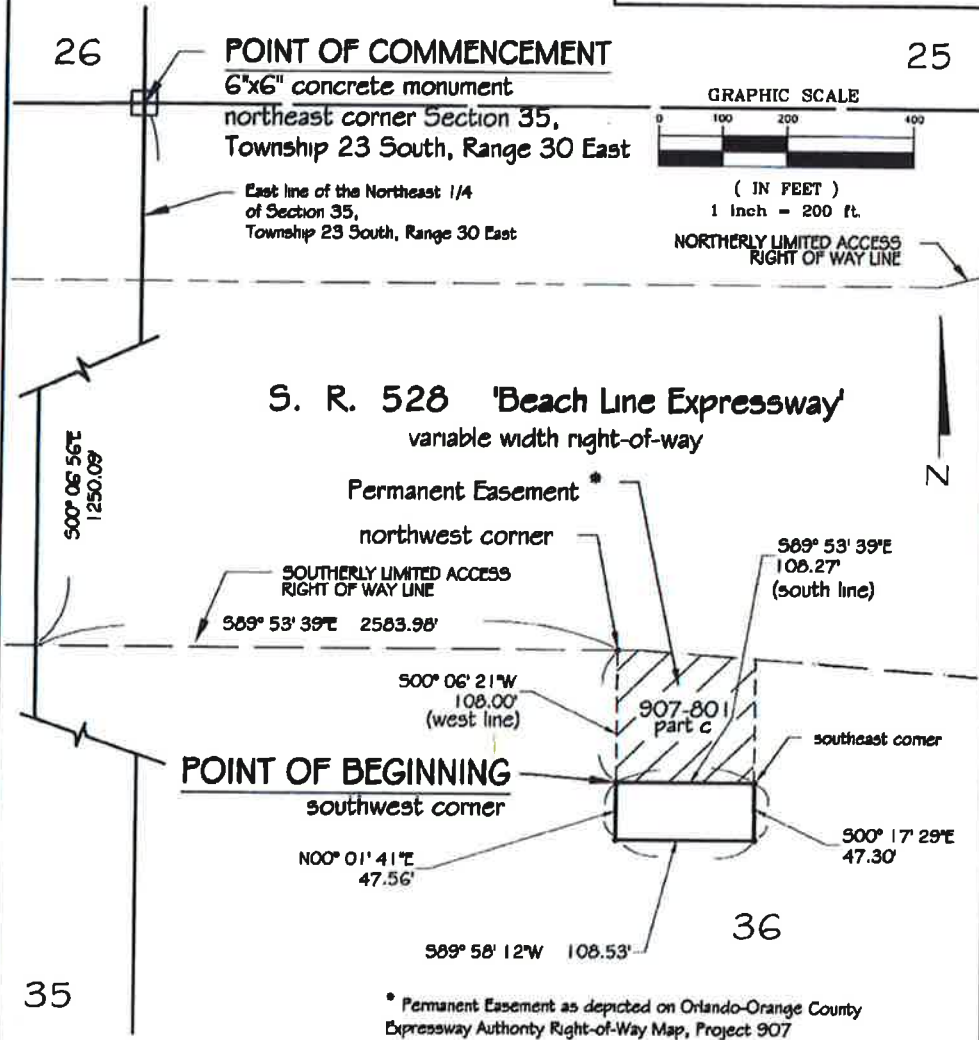 26
POINT OF COMMENCEMENT
6"x6" concrete monument
northeast corner Section 35,
Township 23 South, Range 30 East
25
GRAPHIC SCALE
0 100 200 400
( IN FEET )
1 inch = 200 ft.
East line of the Northeast 1/4
of Section 35,
Township 23 South, Range 30 East
NORTHERLY LIMITED ACCESS
RIGHT OF WAY LINE
S. R. 528 'Beach Line Expressway'
variable width right-of-way
N
S00° 06' 56"E
1250.09'
Permanent Easement *
northwest corner
S89° 53' 39"E
108.27'
(south line)
SOUTHERLY LIMITED ACCESS
RIGHT OF WAY LINE
S89° 53' 39"E 2583.98'
S00° 06' 21"W
108.00'
(west line)
907-801
part C
southeast corner
POINT OF BEGINNING
southwest corner
N00° 01' 41"E
47.56'
S00° 17' 29"E
47.30'
36
S89° 58' 12"W 108.53'
35
* Permanent Easement as depicted on Orlando-Orange County
Expressway Authority Right-of-Way Map, Project 907